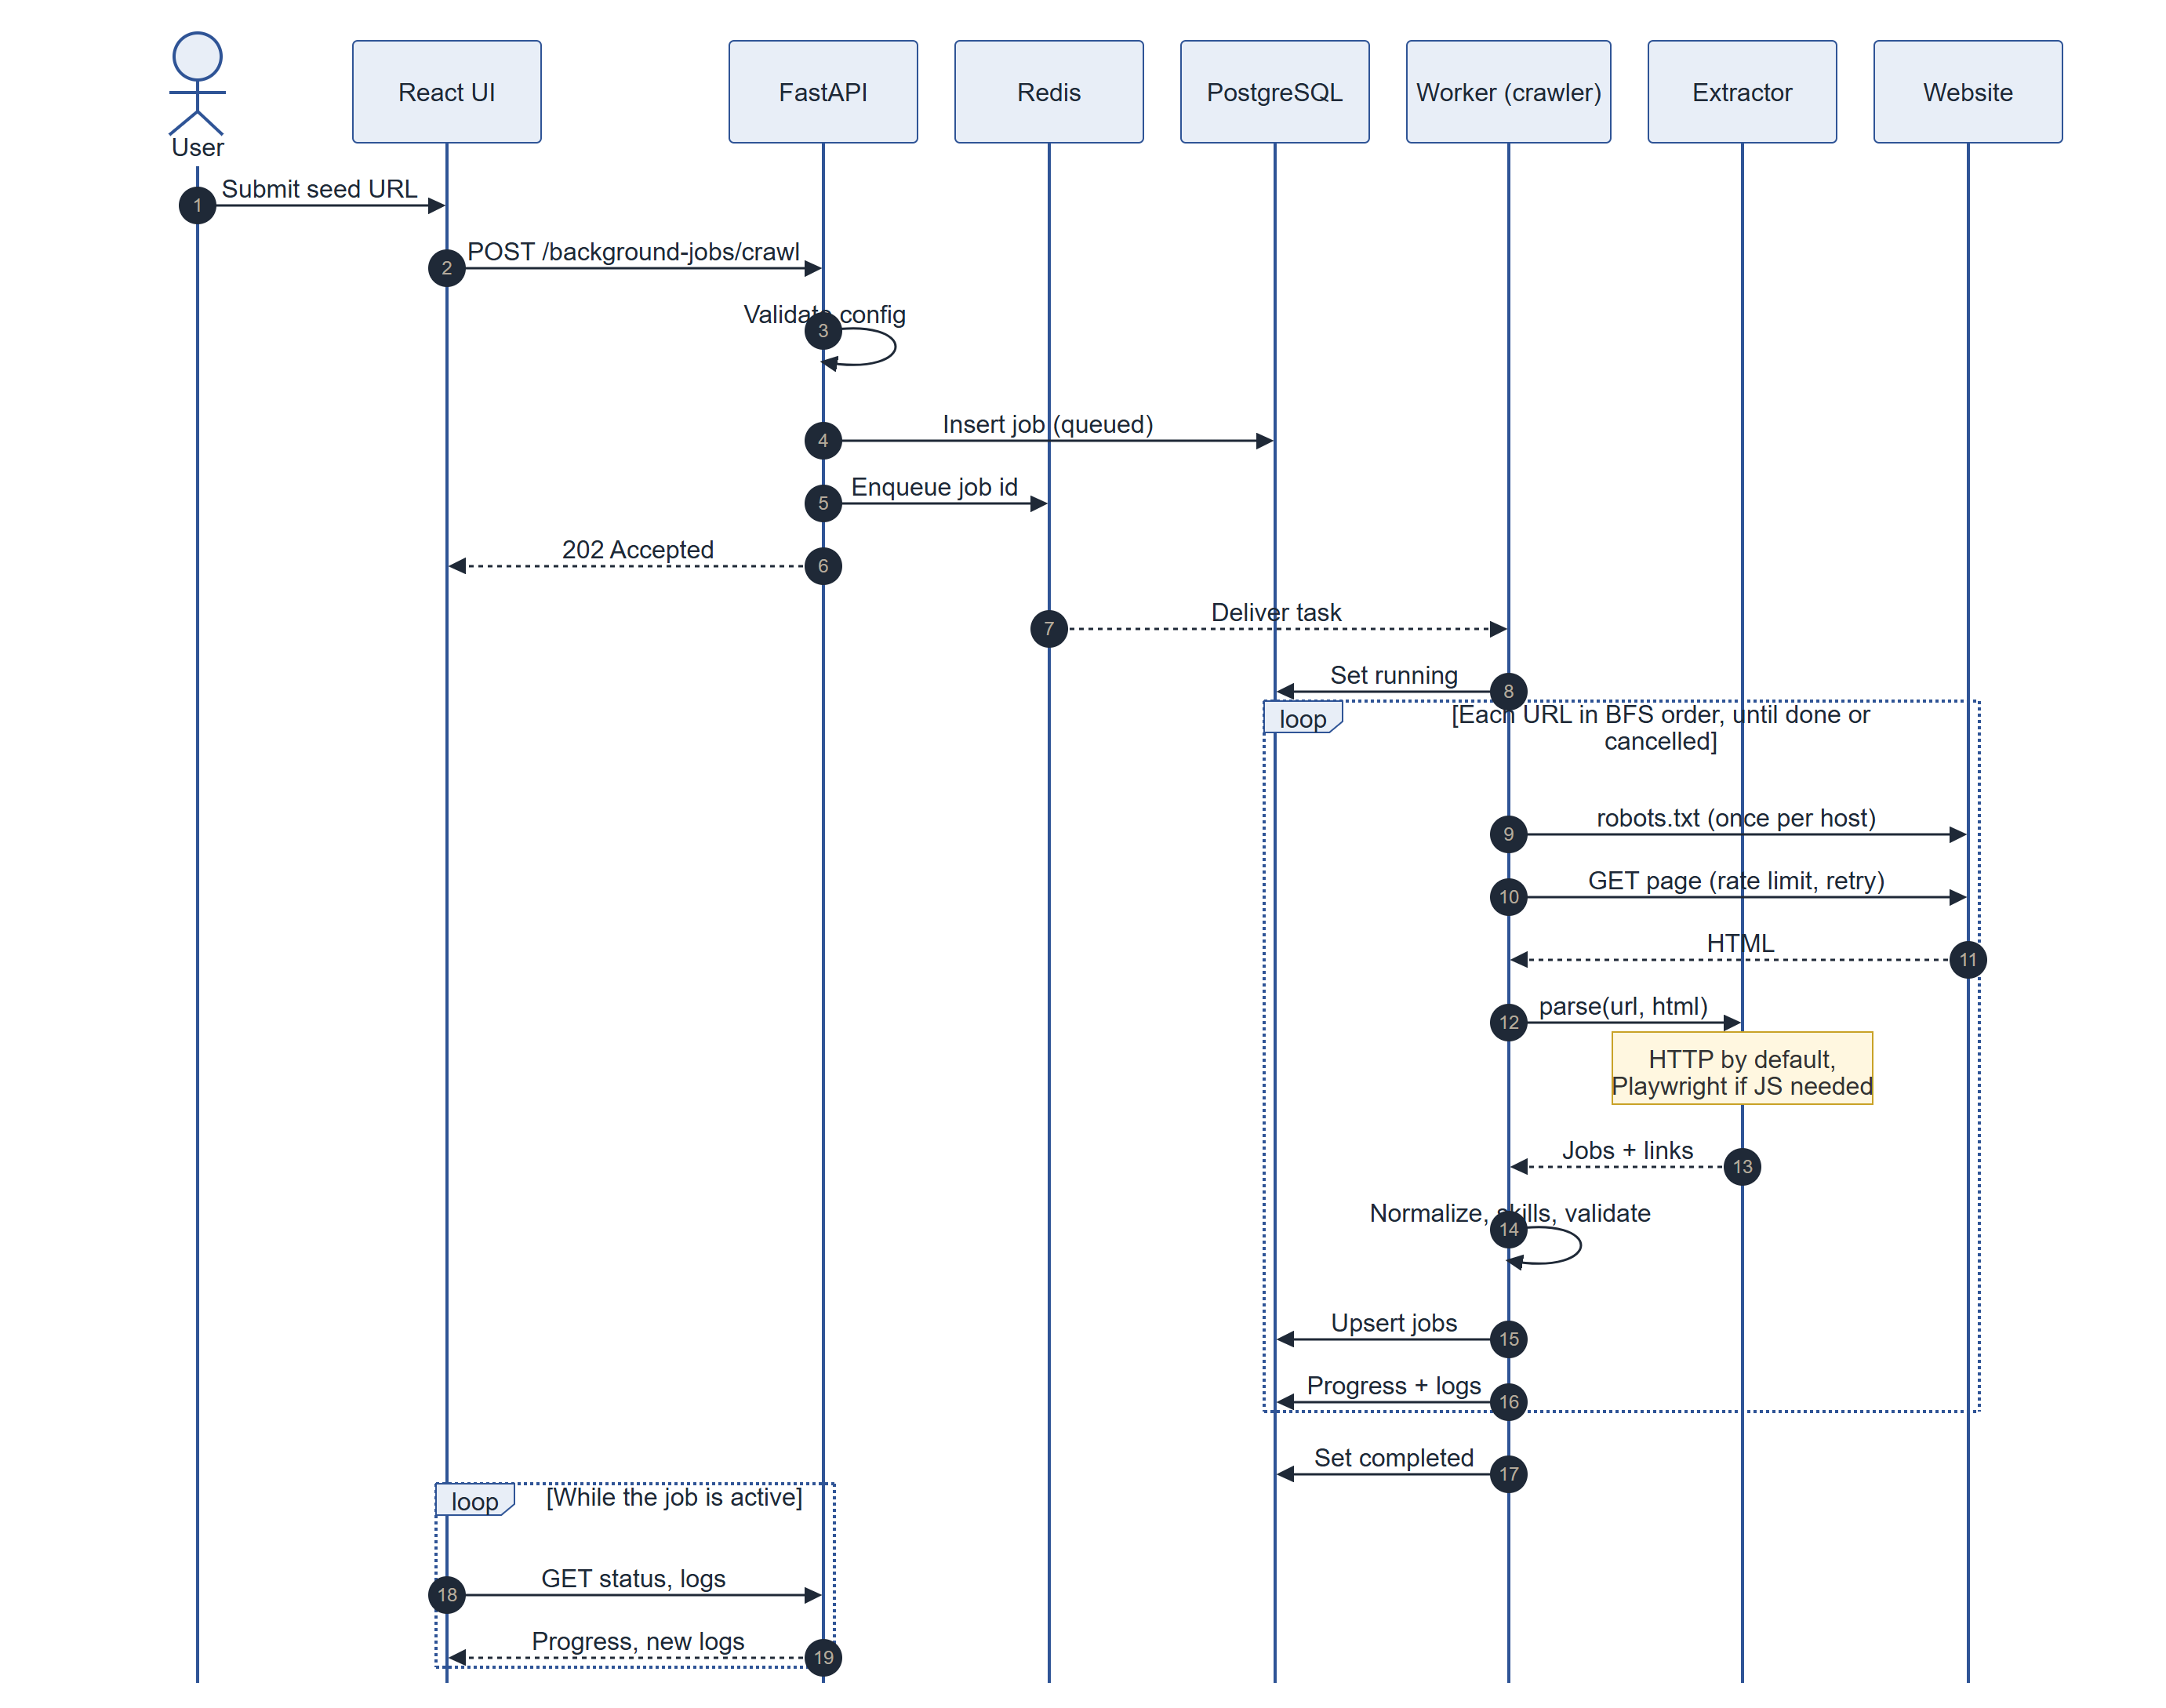 User
React UI
FastAPI
Redis
PostgreSQL
Worker (crawler)
Extractor
Website
1
Submit seed URL
2
POST /background-jobs/crawl
Validate config
3
4
Insert job (queued)
5
Enqueue job id
202 Accepted
6
7
Deliver task
Set running
8
loop
[Each URL in BFS order, until done or
cancelled]
9
robots.txt (once per host)
10
GET page (rate limit, retry)
HTML
11
12
parse(url, html)
HTTP by default,
Playwright if JS needed
Jobs + links
13
Normalize, skills, validate
14
Upsert jobs
15
Progress + logs
16
Set completed
17
loop
[While the job is active]
18
GET status, logs
Progress, new logs
19